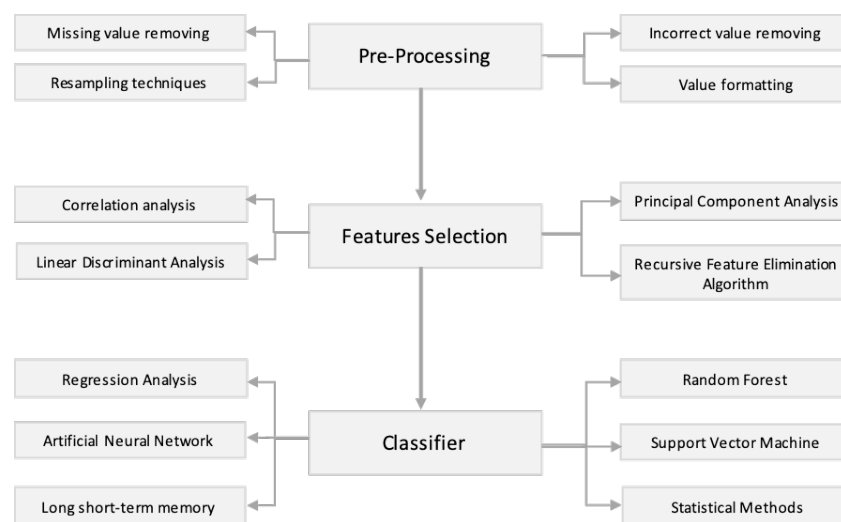 Missing value removing
Pre-Processing
Incorrect value removing
Resampling techniques
Value formatting
Correlation analysis
Features Selection
Principal Component Analysis
Linear Discriminant Analysis
Recursive Feature Elimination
Algorithm
Regression Analysis
Random Forest
Artificial Neural Network
Classifier
Support Vector Machine
Long short-term memory
Statistical Methods